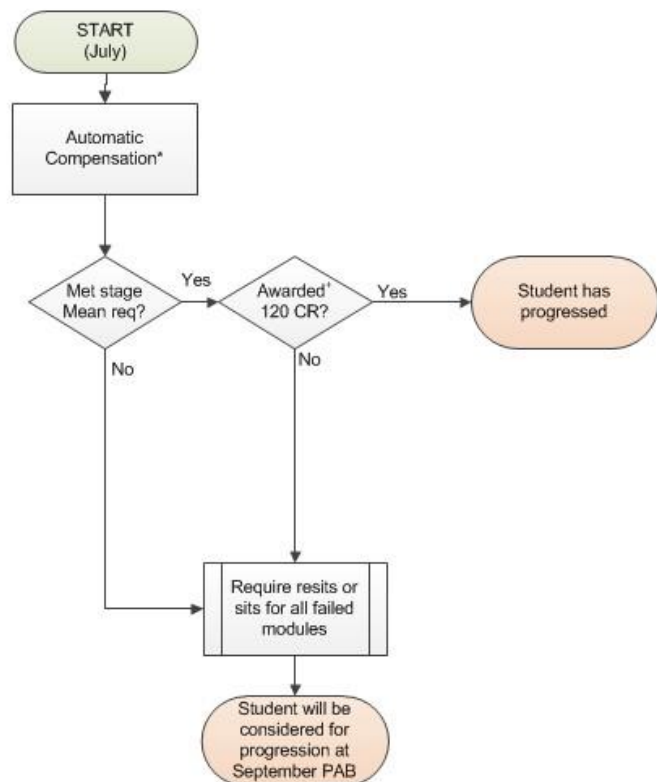 START
(July)
Automatic
Compensation*
Met stage
Mean req?
Yes
Awarded⁺
120 CR?
Yes
Student has
progressed
No
No
Require resits or
sits for all failed
modules
Student will be
considered for
progression at
September PAB